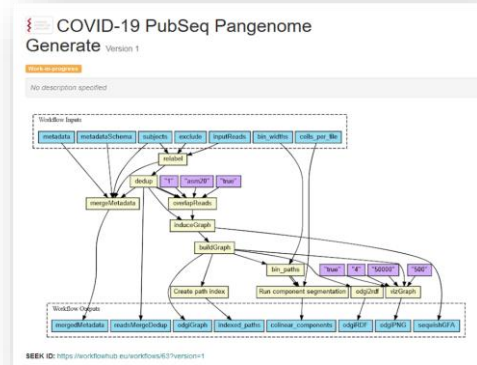 COVID-19 PubSeq Pangenome
Generate Version 1
Work-in-progress
No description specified
Workflow Inputs
metadata metadataSchema subjects exclude inputReads bin_widths cells_per_file
relabel
dedup "1" "asm20" "true"
mergeMetadata overlapReads
induceGraph
buildGraph
bin_paths "true" "4" "50000" "500"
Create path index Run component segmentation odgi2rdf vizGraph
Workflow Outputs
mergedMetadata readsMergeDedup odgiGraph indexed_paths colinear_components odgiRDF odgiPNG seqwishGFA
SEEK ID: https://workflowhub.eu/workflows/63?version=1